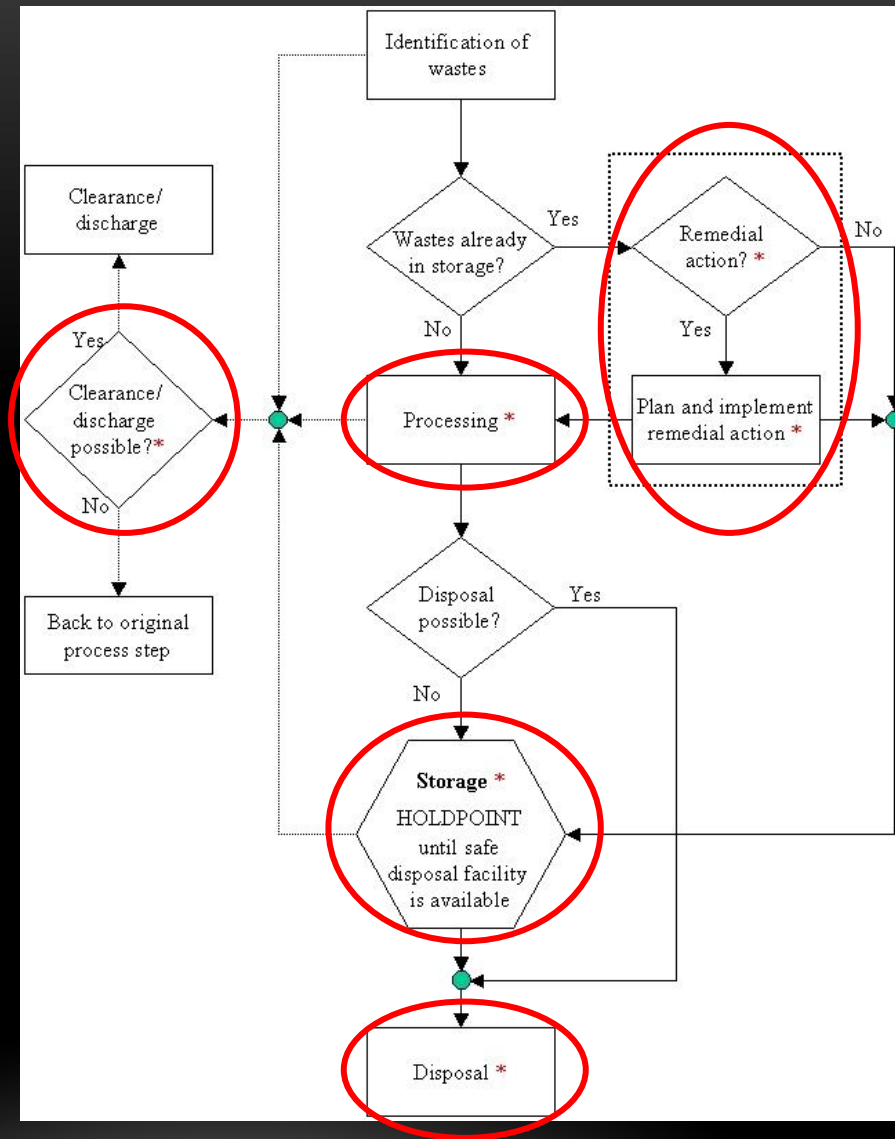 Identification of
wastes
Clearance/
discharge
Wastes already
in storage?
Yes
Remedial
action? *
No
Yes
No
Yes
Clearance/
discharge
possible?*
Processing *
Plan and implement
remedial action *
No
Disposal
possible?
Yes
Back to original
process step
No
Storage *
HOLDPOINT
until safe
disposal facility
is available
Disposal *